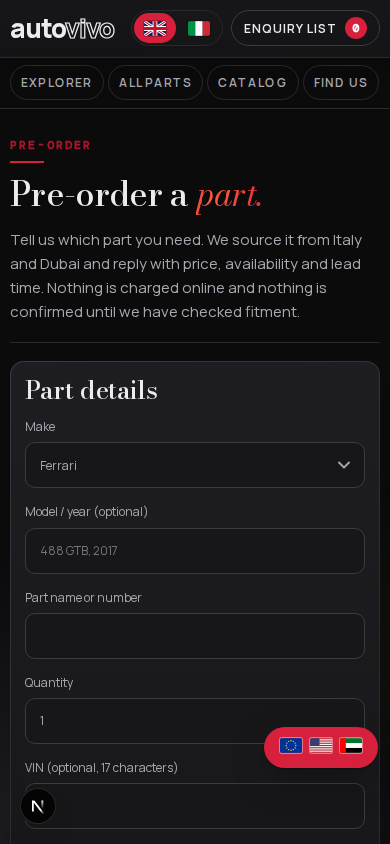 autovivo
ENQUIRY LIST 0
EXPLORER ALL PARTS CATALOG FIND US
PRE-ORDER
Pre-order a part.
Tell us which part you need. We source it from Italy
and Dubai and reply with price, availability and lead
time. Nothing is charged online and nothing is
confirmed until we have checked fitment.
Part details
Make
Ferrari
Model / year (optional)
488 GTB, 2017
Part name or number
Quantity
1
VIN (optional, 17 characters)
N